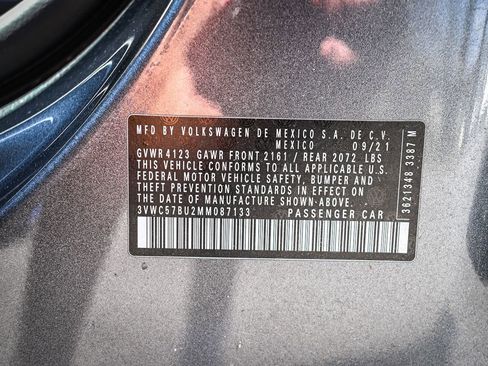 MFD BY VOLKSWAGEN DE MEXICO S.A. DE C.V.
MEXICO 09/21
GVWR 4123 GAWR FRONT 2161 / REAR 2072 LBS
THIS VEHICLE CONFORMS TO ALL APPLICABLE U.S.
FEDERAL MOTOR VEHICLE SAFETY, BUMPER AND
THEFT PREVENTION STANDARDS IN EFFECT ON
THE DATE OF MANUFACTURE SHOWN ABOVE.
3VWC57BU2MM087133 PASSENGER CAR
3621348 3387 M